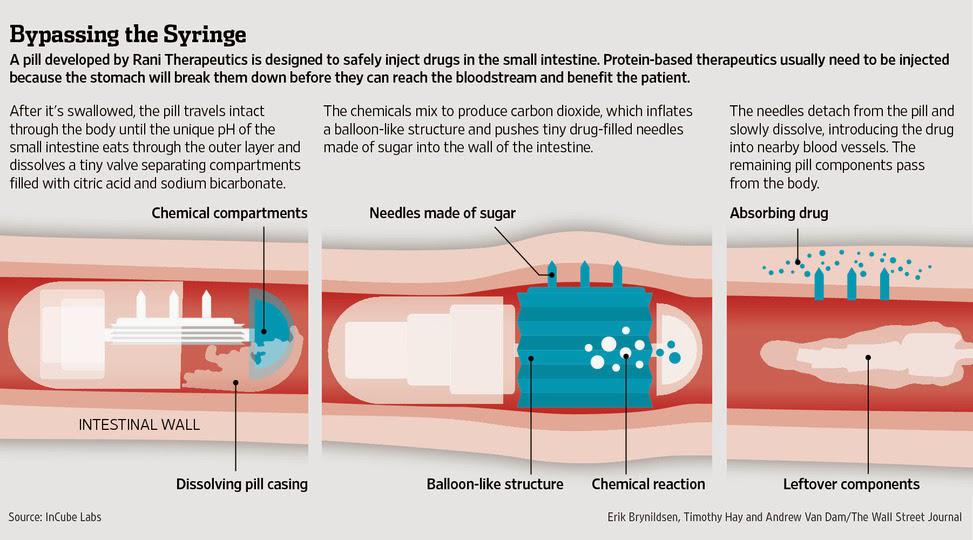 Bypassing the Syringe
A pill developed by Rani Therapeutics is designed to safely inject drugs in the small intestine. Protein-based therapeutics usually need to be injected
because the stomach will break them down before they can reach the bloodstream and benefit the patient.
After it's swallowed, the pill travels intact
through the body until the unique pH of the
small intestine eats through the outer layer and
dissolves a tiny valve separating compartments
filled with citric acid and sodium bicarbonate.
The chemicals mix to produce carbon dioxide, which inflates
a balloon-like structure and pushes tiny drug-filled needles
made of sugar into the wall of the intestine.
The needles detach from the pill and
slowly dissolve, introducing the drug
into nearby blood vessels. The
remaining pill components pass
from the body.
Chemical compartments
Needles made of sugar
Absorbing drug
INTESTINAL WALL
Dissolving pill casing
Balloon-like structure
Chemical reaction
Leftover components
Source: InCube Labs
Erik Brynildsen, Timothy Hay and Andrew Van Dam/The Wall Street Journal